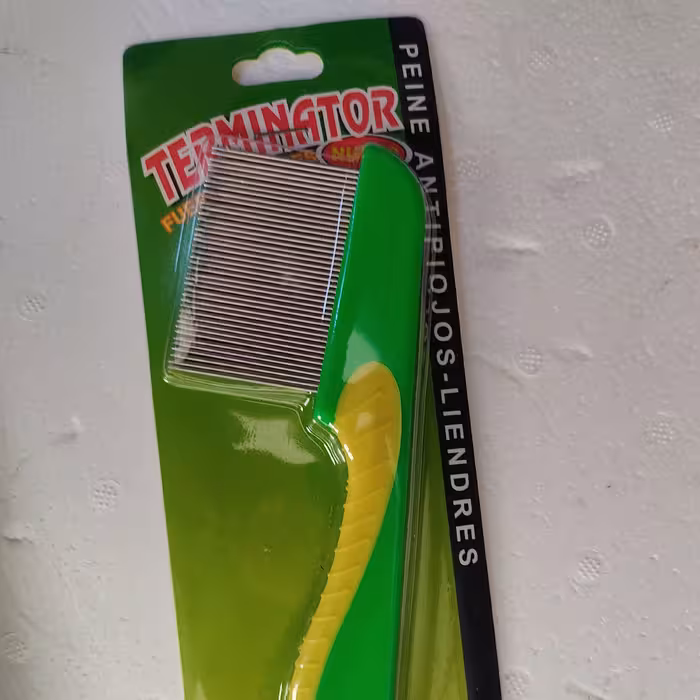 TERMINATOR
PEINE ANTIPIOJOS-LIENDRES